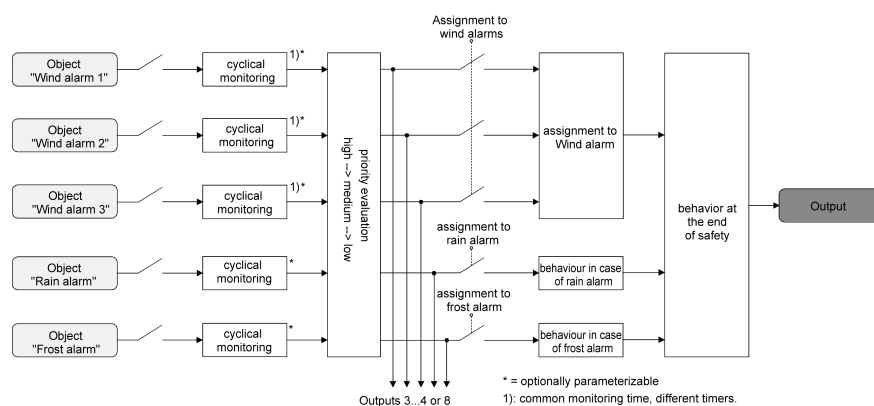 Assignment to
wind alarms
Object
"Wind alarm 1"
cyclical
monitoring
1)*
Object
"Wind alarm 2"
cyclical
monitoring
1)*
assignment to
Wind alarm
Object
"Wind alarm 3"
cyclical
monitoring
1)*
priority evaluation
high --> medium --> low
behavior at
the end
of safety
Output
assignment to
rain alarm
Object
"Rain alarm"
cyclical
monitoring
*
behaviour in case
of rain alarm
assignment to
frost alarm
Object
"Frost alarm"
cyclical
monitoring
*
behaviour in case
of frost alarm
Outputs 3...4 or 8
* = optionally parameterizable
1): common monitoring time, different timers.